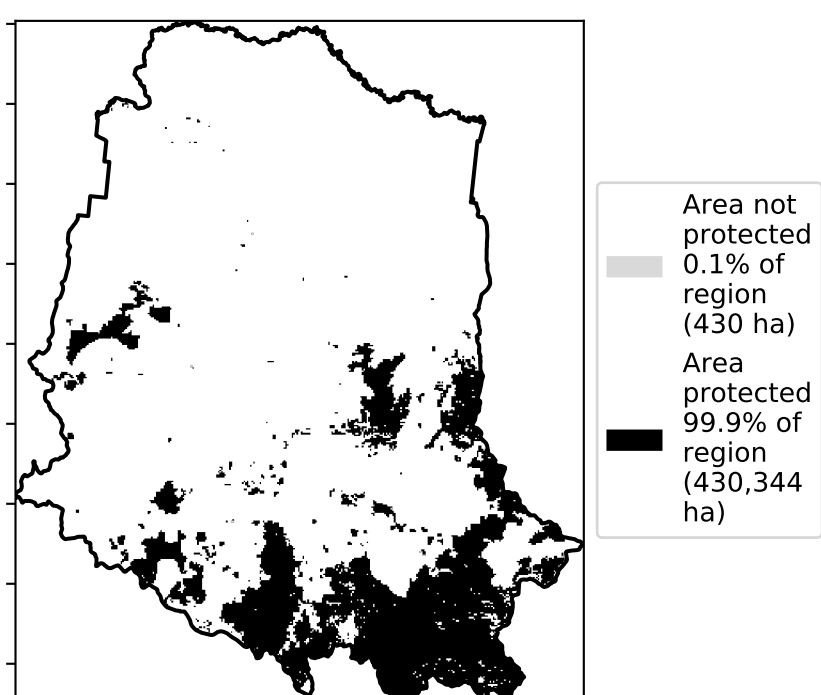 Area not
protected
0.1% of
region
(430 ha)
Area
protected
99.9% of
region
(430,344
ha)